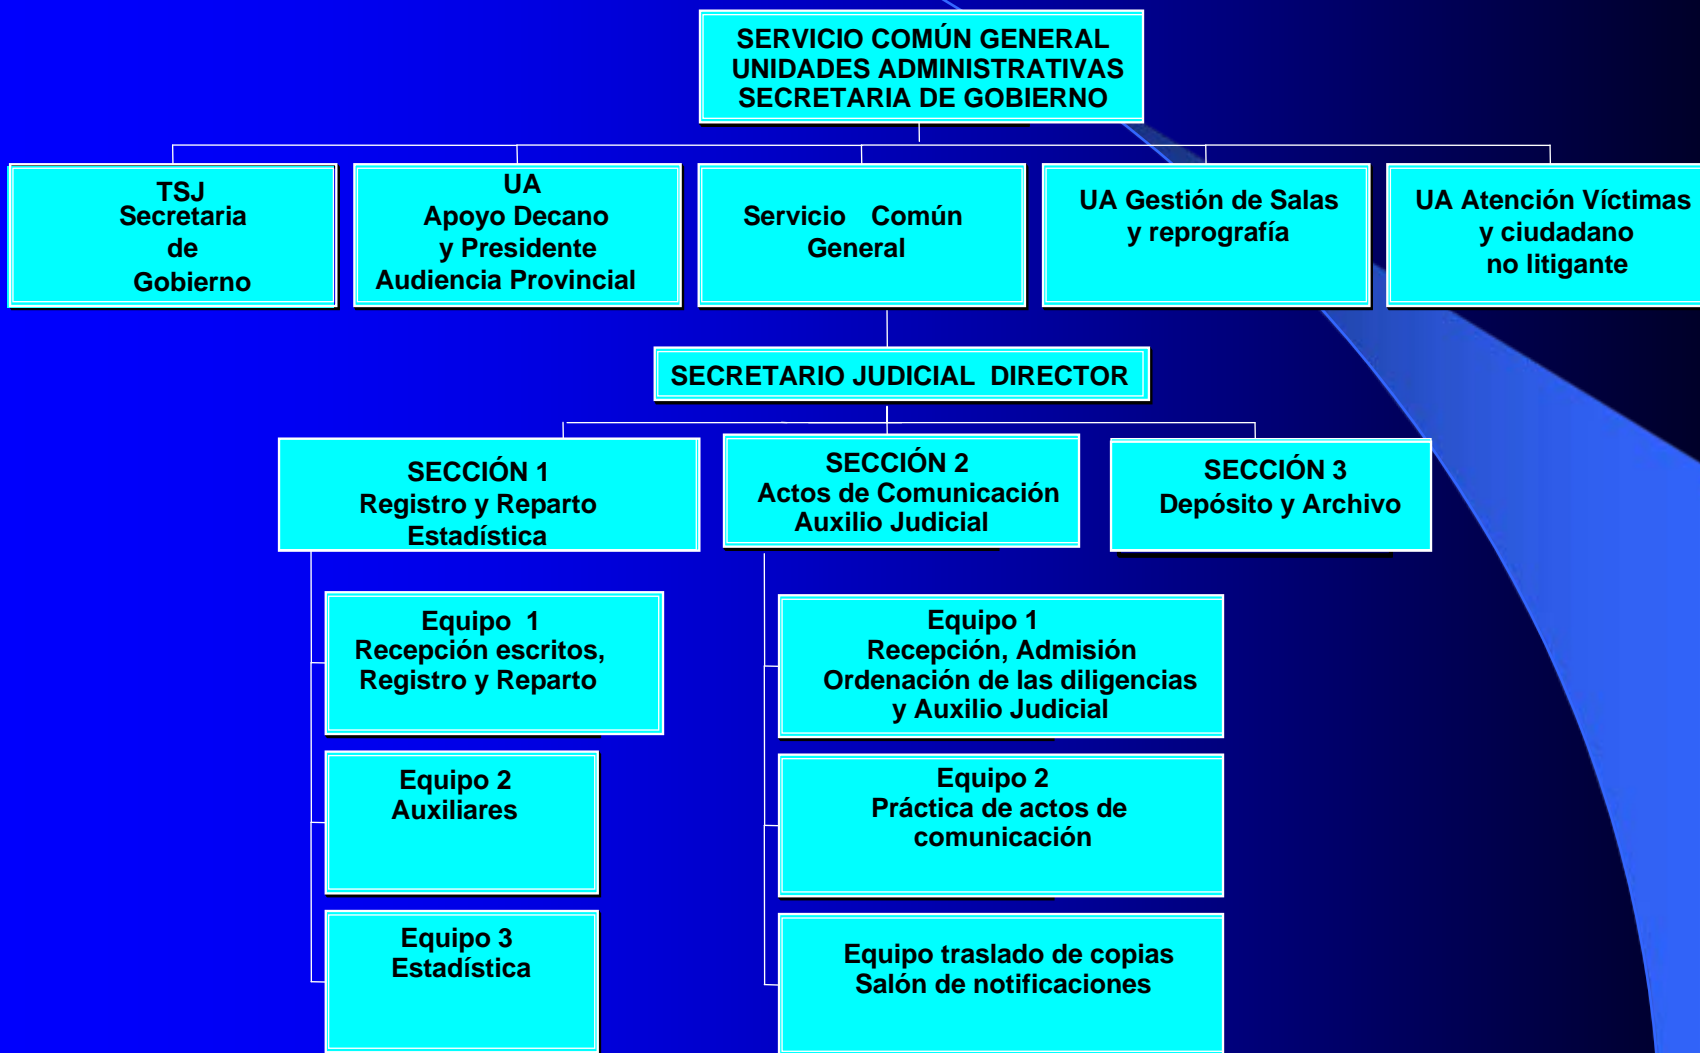 SERVICIO COMÚN GENERAL
UNIDADES ADMINISTRATIVAS
SECRETARIA DE GOBIERNO
TSJ
Secretaria
de
Gobierno
UA
Apoyo Decano
y Presidente
Audiencia Provincial
Servicio Común
General
UA Gestión de Salas
y reprografía
UA Atención Víctimas
y ciudadano
no litigante
SECRETARIO JUDICIAL DIRECTOR
SECCIÓN 1
Registro y Reparto
Estadística
SECCIÓN 2
Actos de Comunicación
Auxilio Judicial
SECCIÓN 3
Depósito y Archivo
Equipo 1
Recepción escritos,
Registro y Reparto
Equipo 2
Auxiliares
Equipo 3
Estadística
Equipo 1
Recepción, Admisión
Ordenación de las diligencias
y Auxilio Judicial
Equipo 2
Práctica de actos de
comunicación
Equipo traslado de copias
Salón de notificaciones